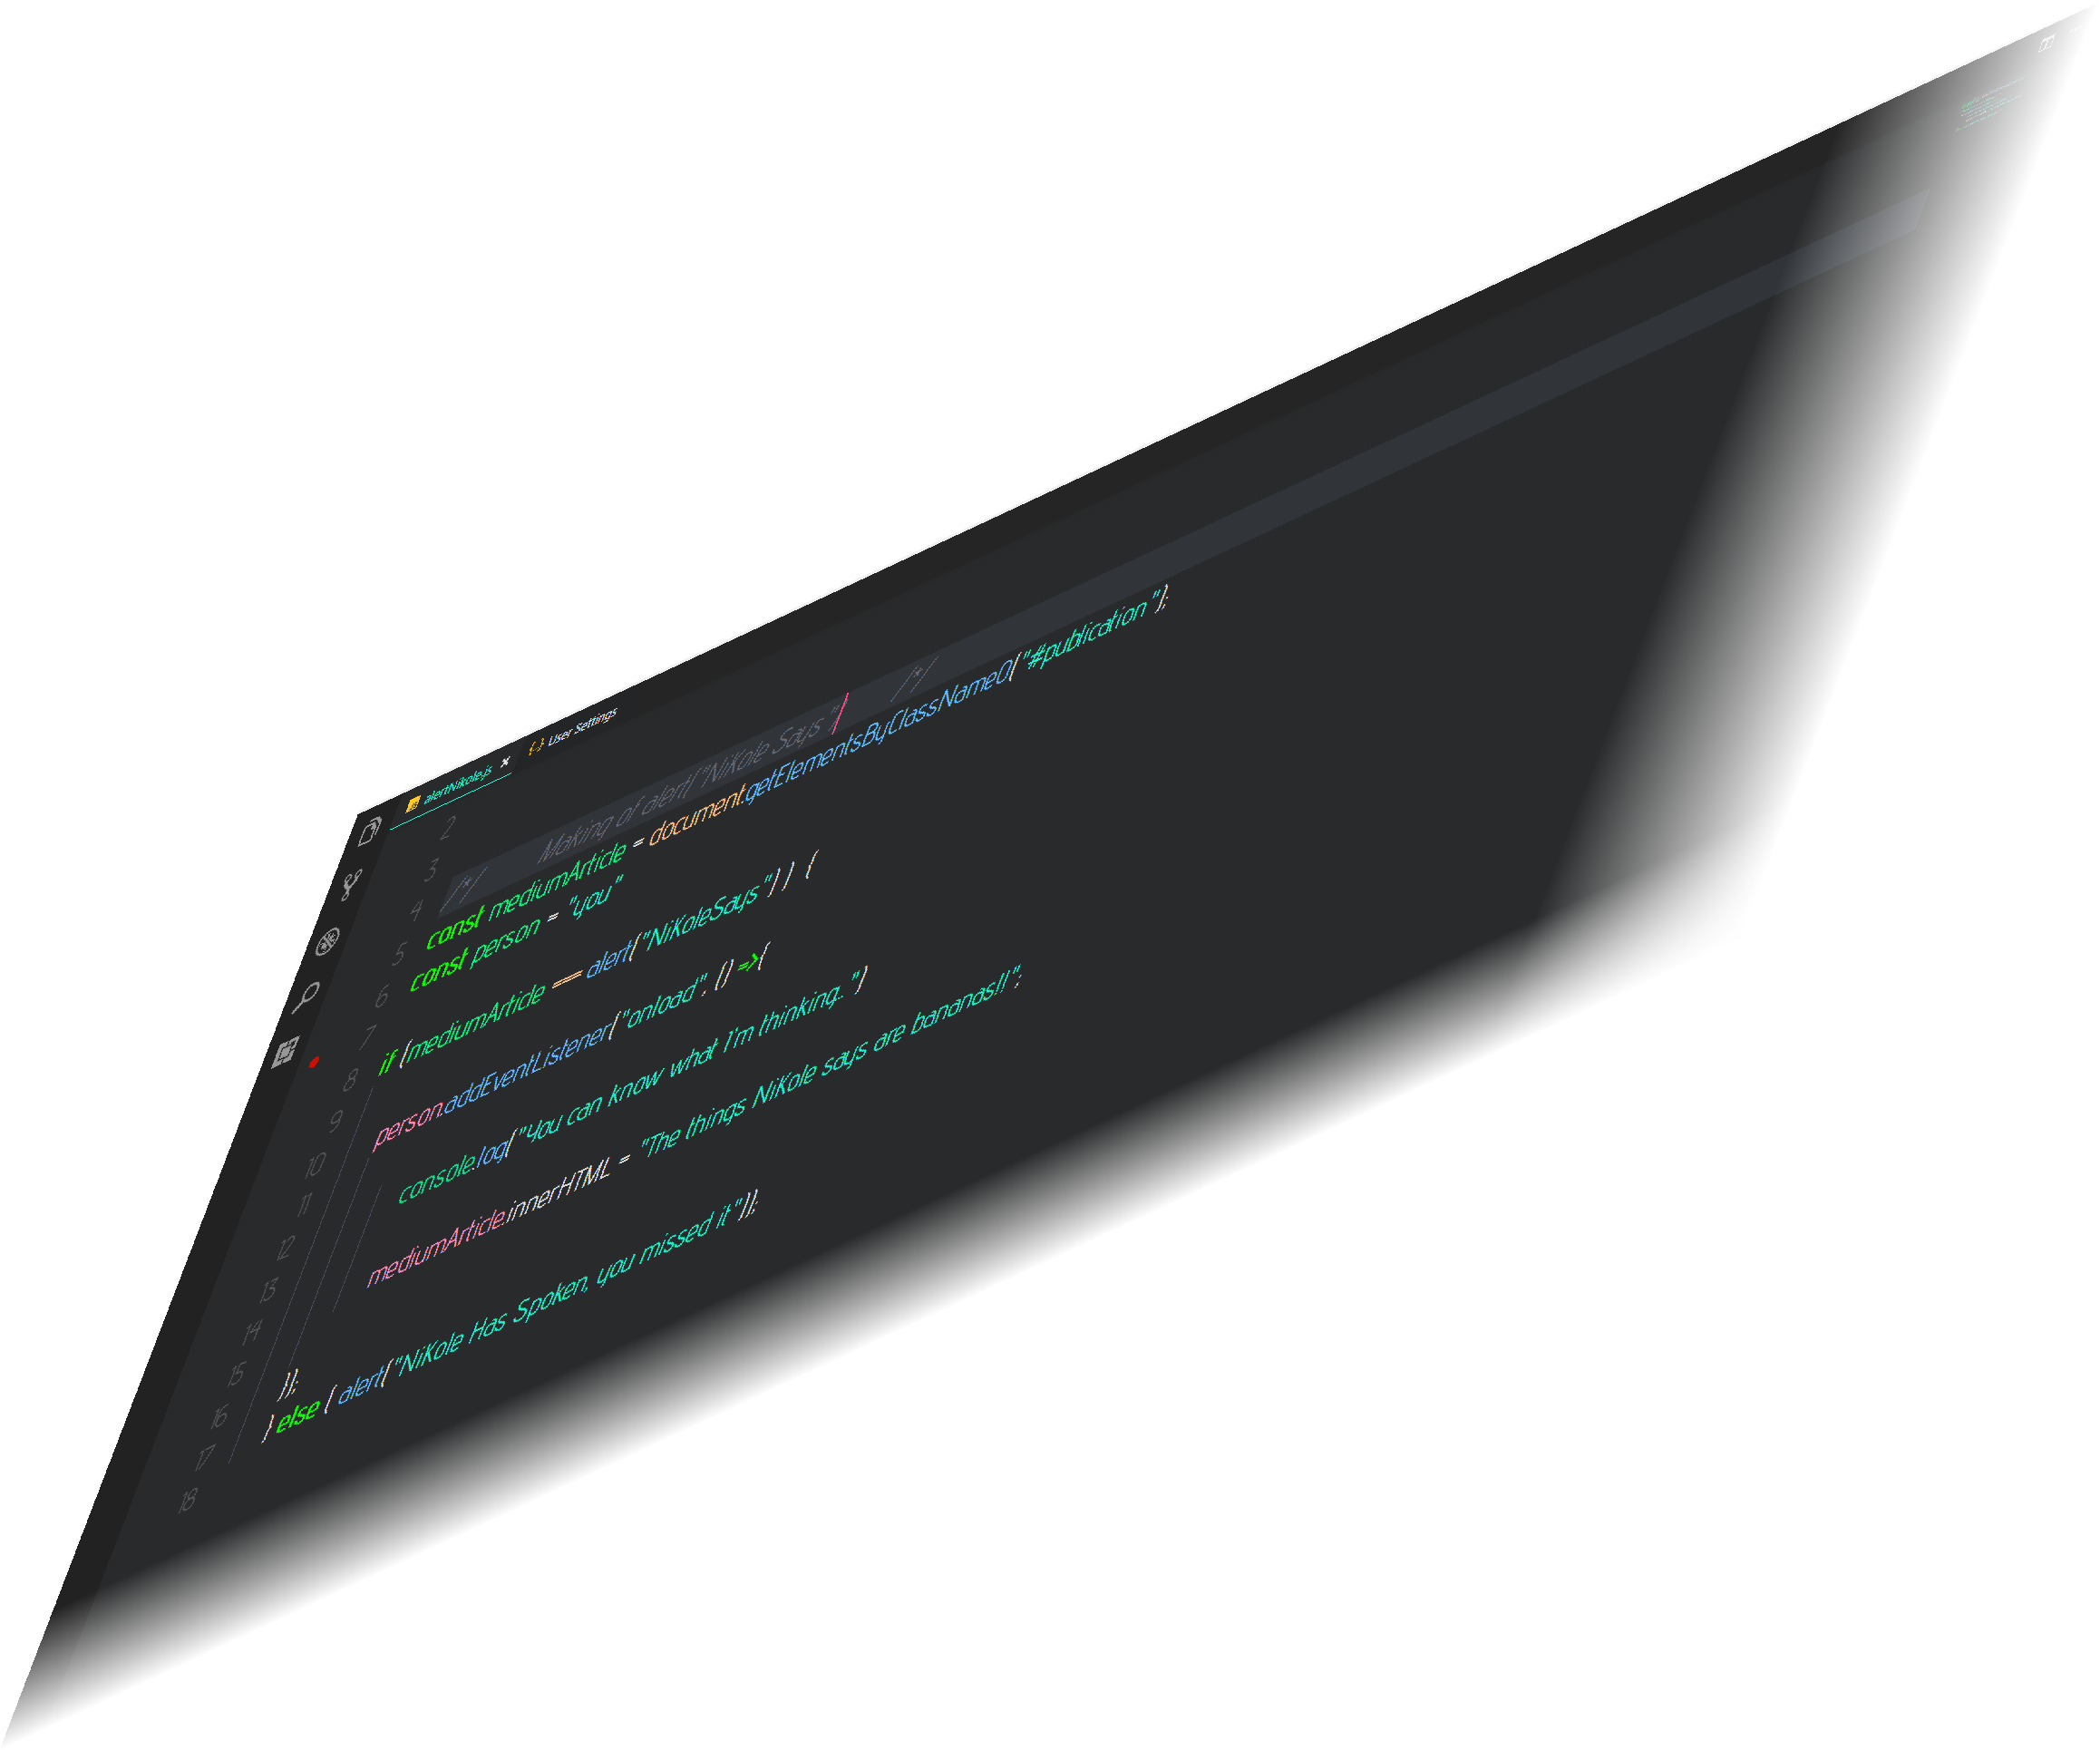 alertNikole.js × {..} User Settings
2
3
4 /*/ Making of alert("NiKole Says ") /*/
5 const mediumArticle = document.getElementsByClassName0("#publication");
6 const person = "you"
7
8 if (mediumArticle === alert("NiKoleSays")) {
9
10 person.addEventListener("onload", () =>{
11
12 console.log("You can know what I'm thinking..")
13
14 mediumArticle.innerHTML = "The things NiKole says are bananas!!";
15
16 });
17 } else { alert("NiKole Has Spoken, you missed it")};
18